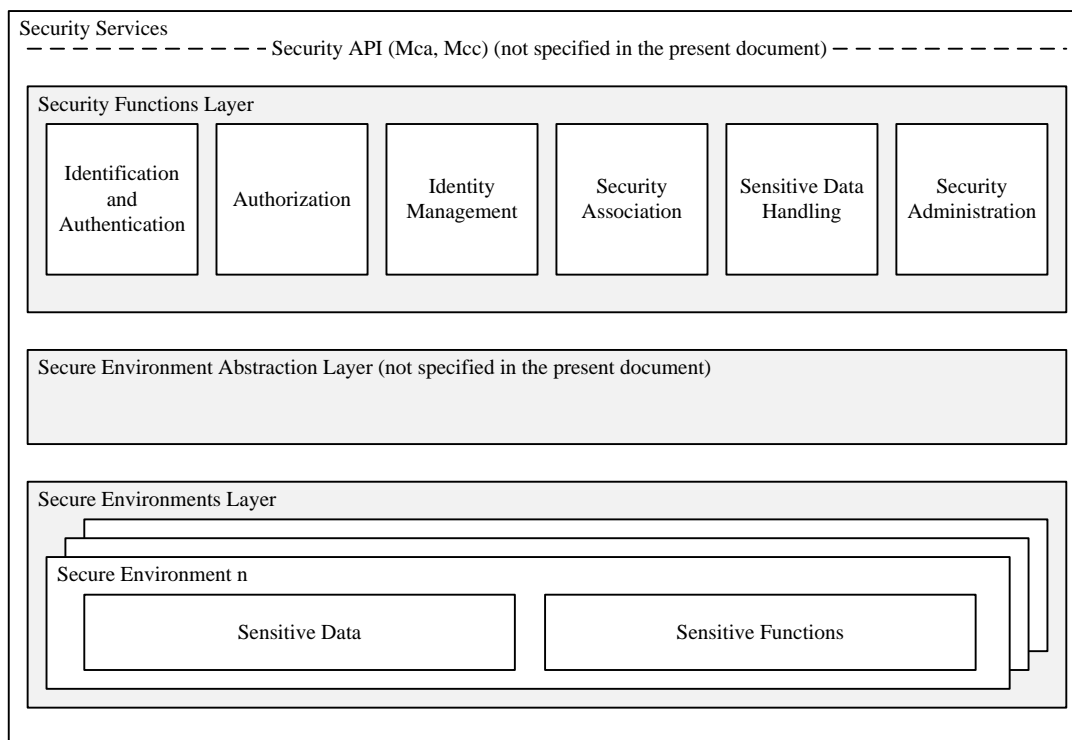 Security Services
Security API (Mca, Mcc) (not specified in the present document)
Security Functions Layer
Identification
and
Authentication
Authorization
Identity
Management
Security
Association
Sensitive Data
Handling
Security
Administration
Secure Environment Abstraction Layer (not specified in the present document)
Secure Environments Layer
Secure Environment n
Sensitive Data
Sensitive Functions